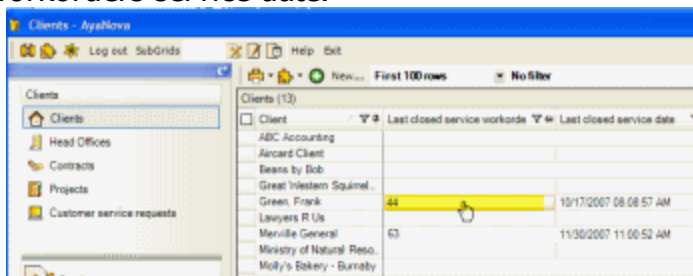 Clients - AyaNova
Log out SubGrids Help Exit
New... First 100 rows No filter
Clients
Clients (13)
Clients
Head Offices
Contracts
Projects
Customer service requests
Client Last closed service workorde Last closed service date
ABC Accounting
Aircard Client
Beans by Bob
Great Western Squirrel..
Green, Frank 44 10/17/2007 08:08:57 AM
Lawyers R Us
Merville General 63 11/30/2007 11:00:52 AM
Ministry of Natural Reso..
Molly's Bakery - Burnaby